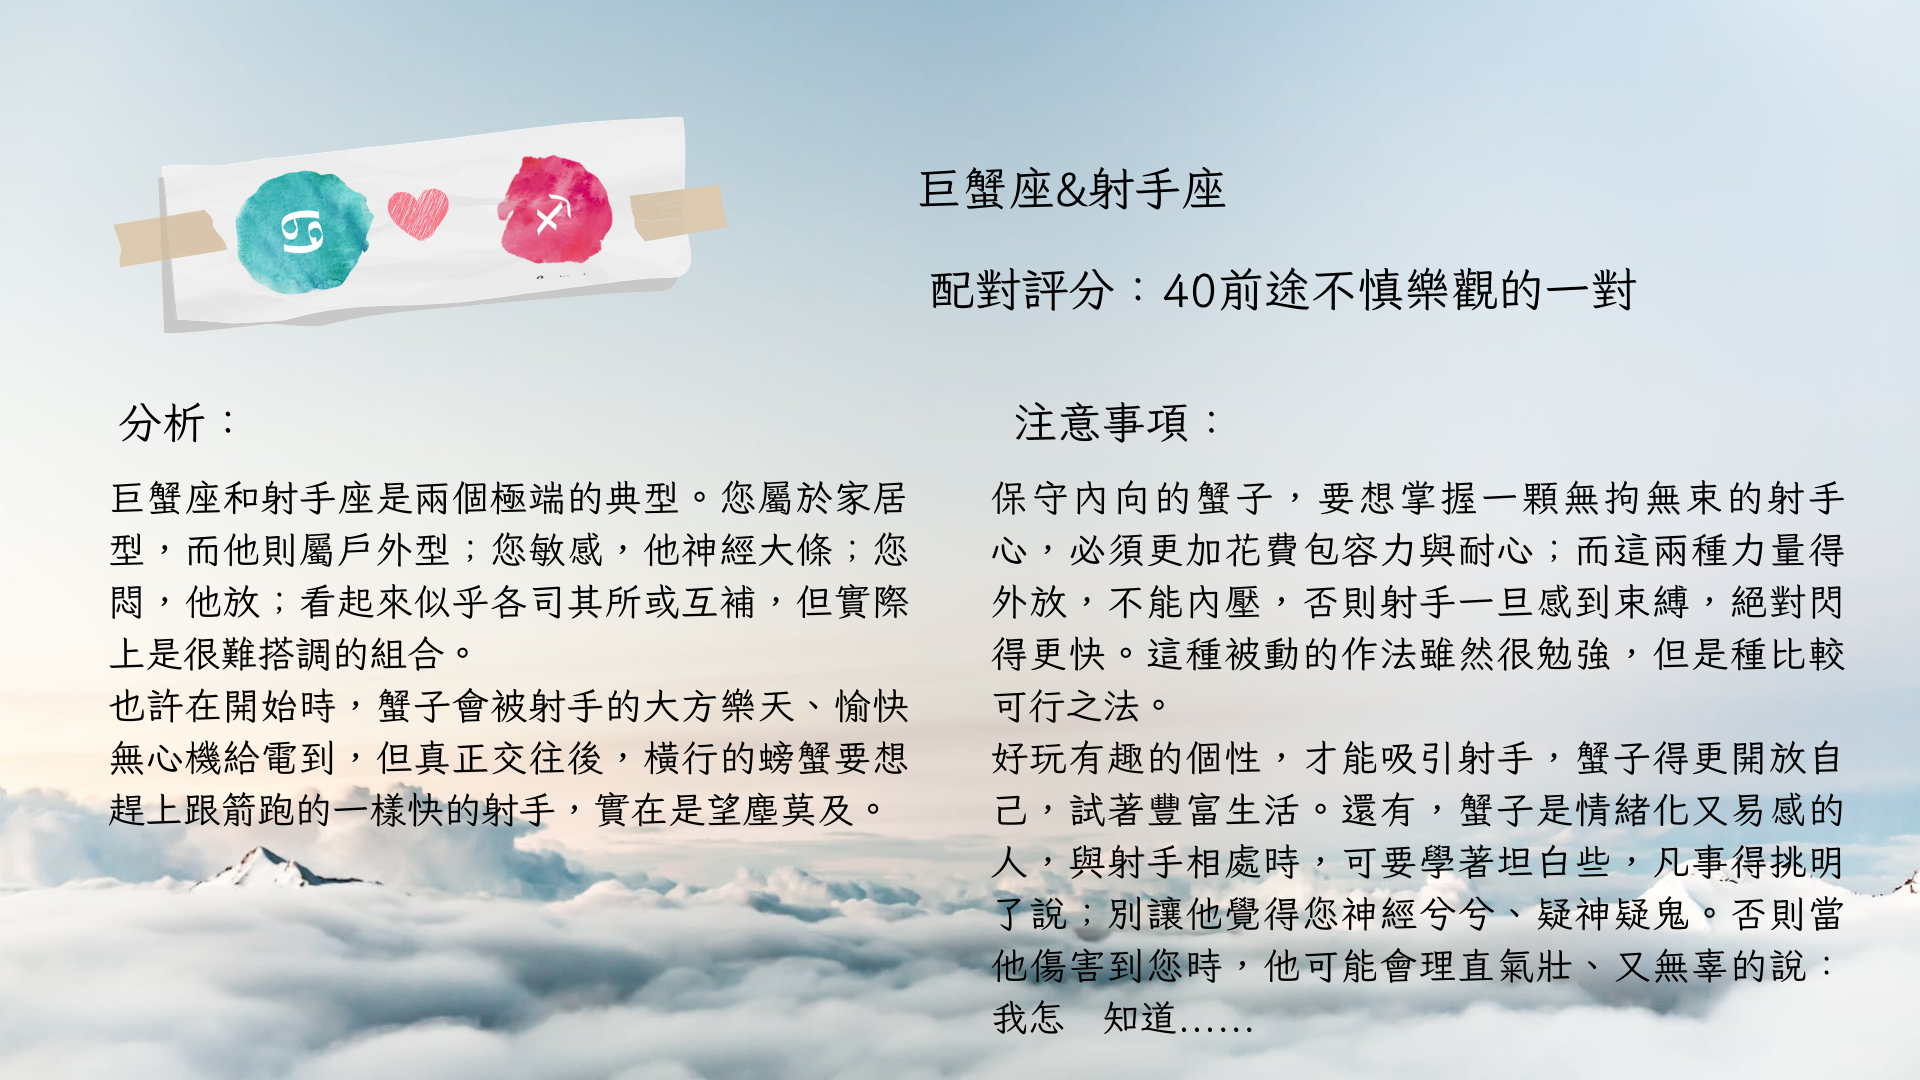 巨蟹座&射手座
配對評分：40前途不慎樂觀的一對
分析：
巨蟹座和射手座是兩個極端的典型。您屬於家居
型，而他則屬戶外型；您敏感，他神經大條；您
悶，他放；看起來似乎各司其所或互補，但實際
上是很難搭調的組合。
也許在開始時，蟹子會被射手的大方樂天、愉快
無心機給電到，但真正交往後，橫行的螃蟹要想
趕上跟箭跑的一樣快的射手，實在是望塵莫及。
注意事項：
保守內向的蟹子，要想掌握一顆無拘無束的射手
心，必須更加花費包容力與耐心；而這兩種力量得
外放，不能內壓，否則射手一旦感到束縛，絕對閃
得更快。這種被動的作法雖然很勉強，但是種比較
可行之法。
好玩有趣的個性，才能吸引射手，蟹子得更開放自
己，試著豐富生活。還有，蟹子是情緒化又易感的
人，與射手相處時，可要學著坦白些，凡事得挑明
了說；別讓他覺得您神經兮兮、疑神疑鬼。否則當
他傷害到您時，他可能會理直氣壯、又無辜的說：
我怎　知道......